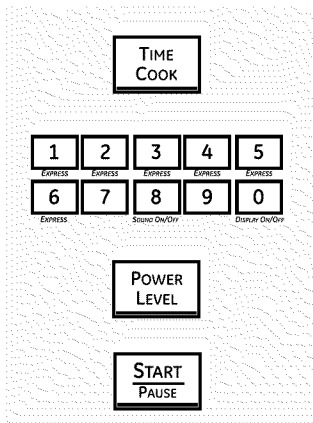 TIME
COOK
1 2 3 4 5
EXPRESS EXPRESS EXPRESS EXPRESS EXPRESS
6 7 8 9 0
EXPRESS SOUND ON/OFF DISPLAY ON/OFF
POWER
LEVEL
START
PAUSE